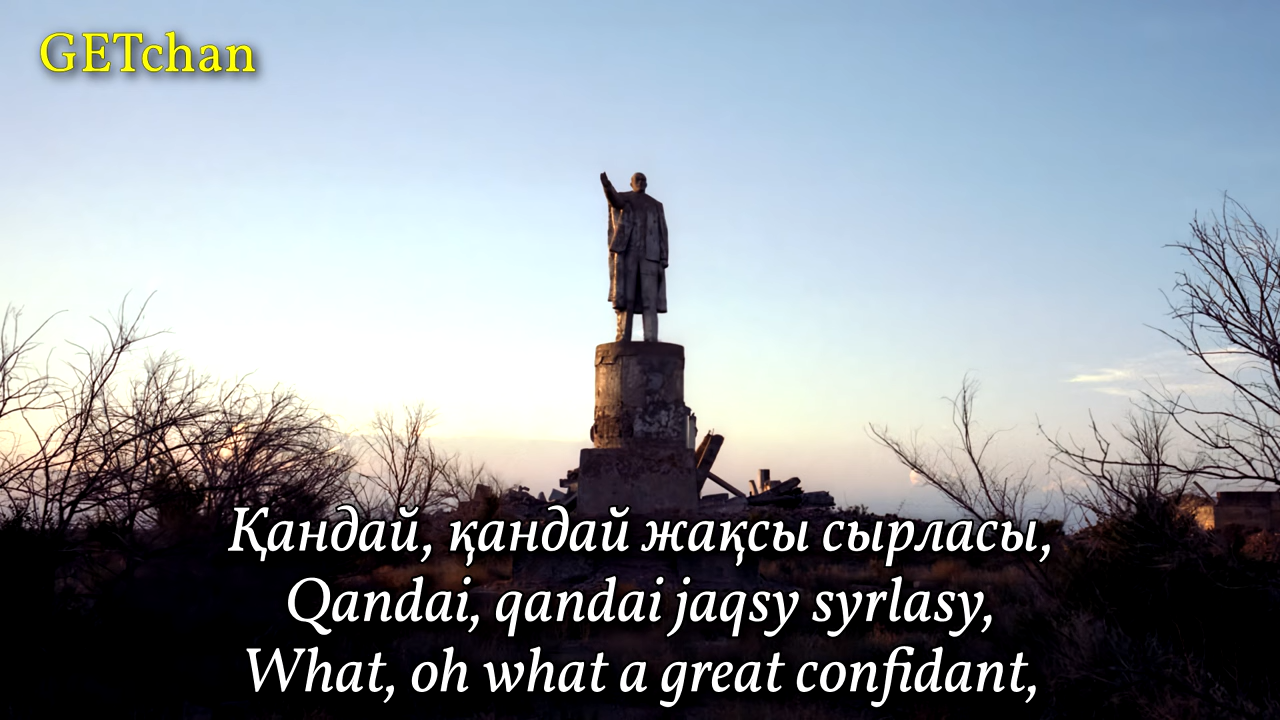 GETchan
Қандай, қандай жақсы сырласы,
Qandai, qandai jaqsy syrlasy,
What, oh what a great confidant,